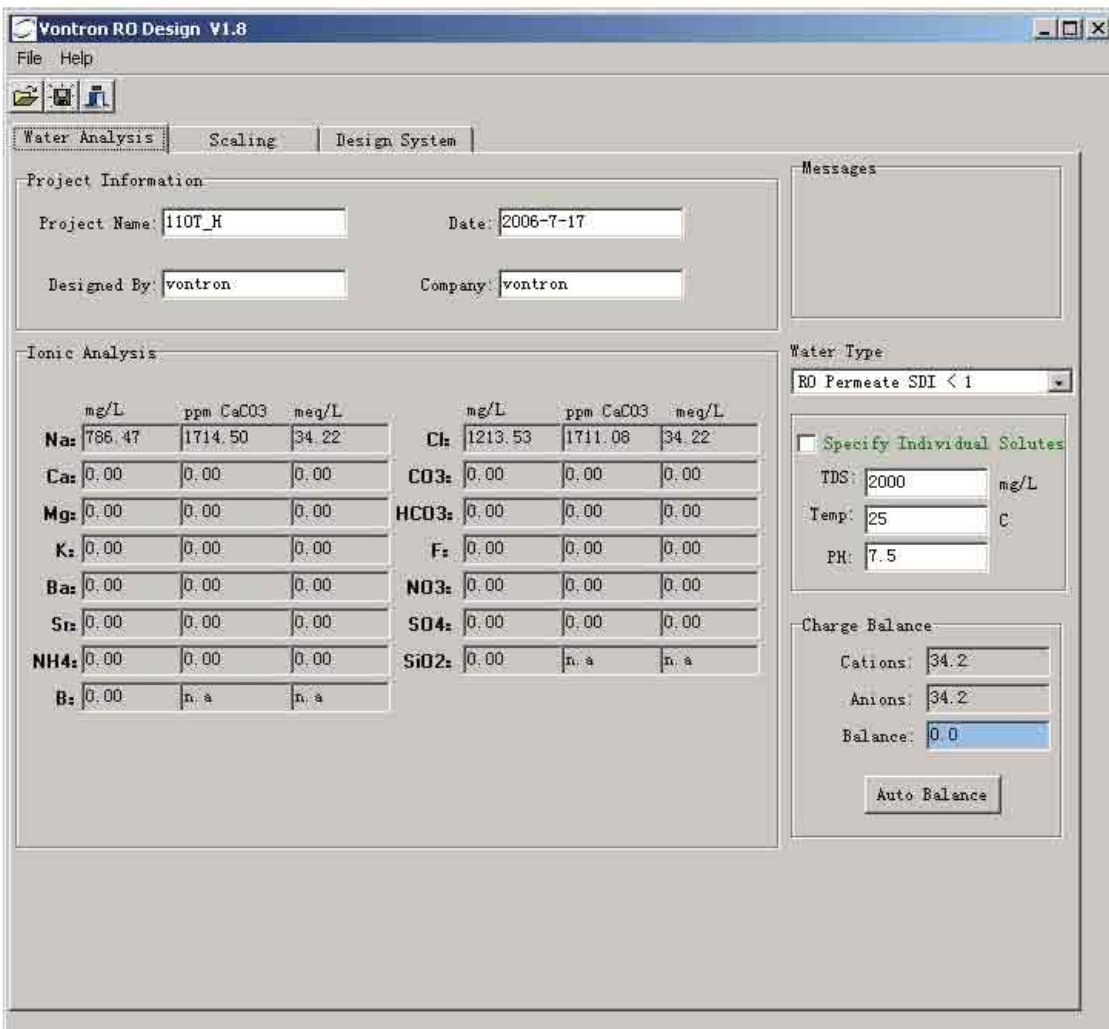 Vontron RO Design V1.8
File Help
Water Analysis Scaling Design System
Project Information
Project Name: 110T_H Date: 2006-7-17
Designed By: vontron Company: vontron
Messages
Ionic Analysis
mg/L ppm CaCO3 meq/L mg/L ppm CaCO3 meq/L
Na: 786.47 1714.50 34.22 Cl: 1213.53 1711.08 34.22
Ca: 0.00 0.00 0.00 CO3: 0.00 0.00 0.00
Mg: 0.00 0.00 0.00 HCO3: 0.00 0.00 0.00
K: 0.00 0.00 0.00 F: 0.00 0.00 0.00
Ba: 0.00 0.00 0.00 NO3: 0.00 0.00 0.00
Sr: 0.00 0.00 0.00 SO4: 0.00 0.00 0.00
NH4: 0.00 0.00 0.00 SiO2: 0.00 n.a n.a
B: 0.00 n.a n.a
Water Type
RO Permeate SDI < 1
Specify Individual Solutes
TDS: 2000 mg/L
Temp: 25 C
PH: 7.5
Charge Balance
Cations: 34.2
Anions: 34.2
Balance: 0.0
Auto Balance